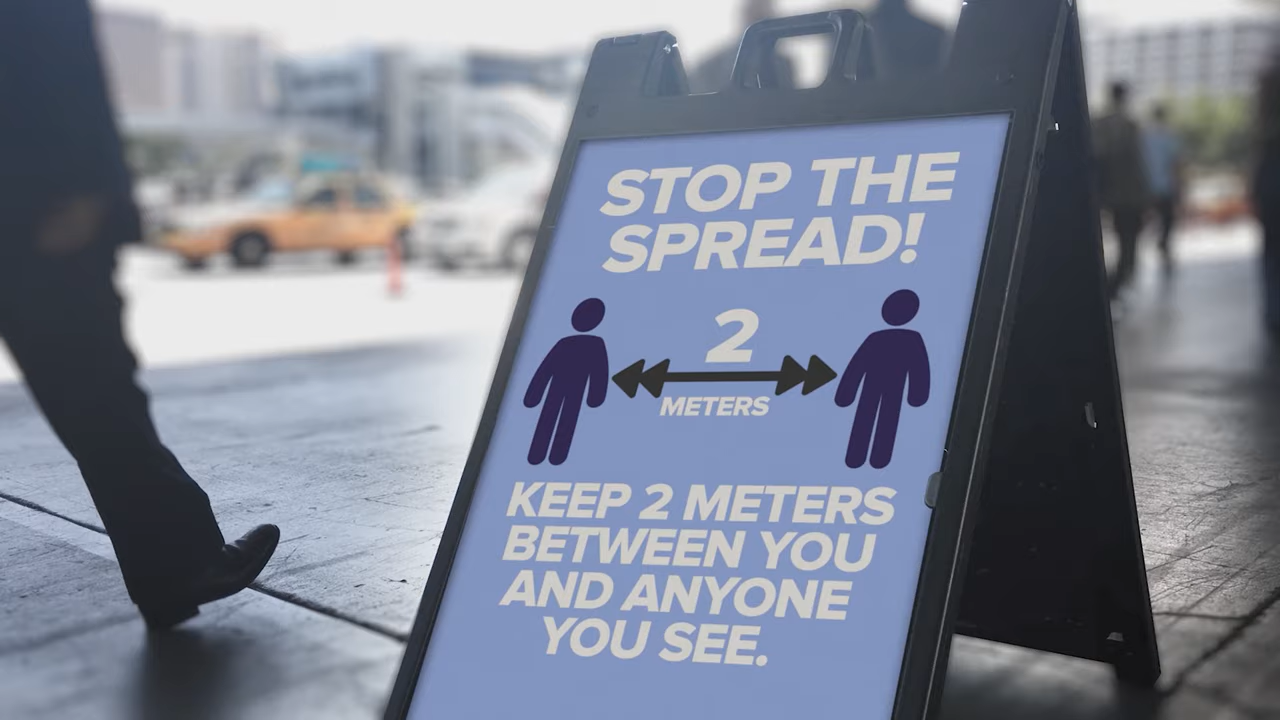 STOP THE
SPREAD!
2
METERS
KEEP 2 METERS
BETWEEN YOU
AND ANYONE
YOU SEE.